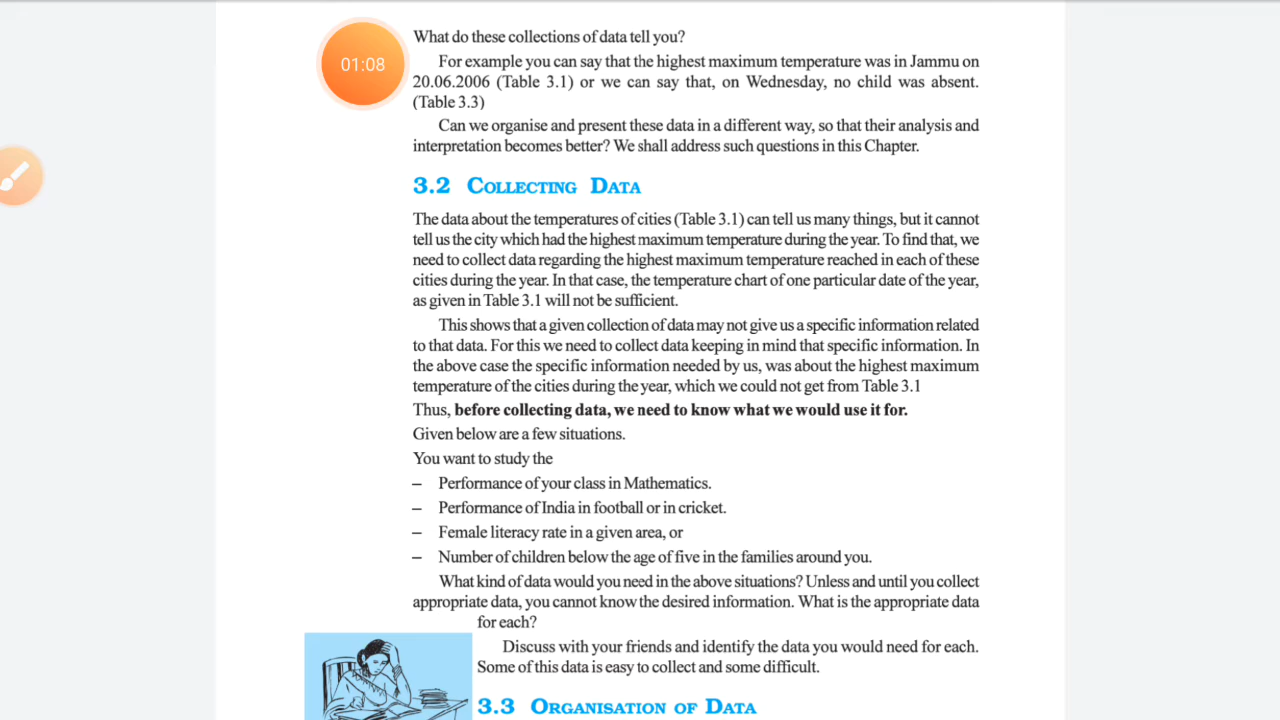 01:08
What do these collections of data tell you?
For example you can say that the highest maximum temperature was in Jammu on
20.06.2006 (Table 3.1) or we can say that, on Wednesday, no child was absent.
(Table 3.3)
Can we organise and present these data in a different way, so that their analysis and
interpretation becomes better? We shall address such questions in this Chapter.
3.2 COLLECTING DATA
The data about the temperatures of cities (Table 3.1) can tell us many things, but it cannot
tell us the city which had the highest maximum temperature during the year. To find that, we
need to collect data regarding the highest maximum temperature reached in each of these
cities during the year. In that case, the temperature chart of one particular date of the year,
as given in Table 3.1 will not be sufficient.
This shows that a given collection of data may not give us a specific information related
to that data. For this we need to collect data keeping in mind that specific information. In
the above case the specific information needed by us, was about the highest maximum
temperature of the cities during the year, which we could not get from Table 3.1
Thus, before collecting data, we need to know what we would use it for.
Given below are a few situations.
You want to study the
– Performance of your class in Mathematics.
– Performance of India in football or in cricket.
– Female literacy rate in a given area, or
– Number of children below the age of five in the families around you.
What kind of data would you need in the above situations? Unless and until you collect
appropriate data, you cannot know the desired information. What is the appropriate data
for each?
Discuss with your friends and identify the data you would need for each.
Some of this data is easy to collect and some difficult.
3.3 ORGANISATION OF DATA